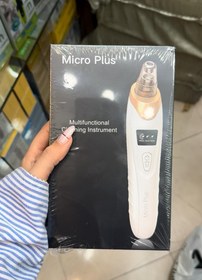 Micro Plus
Multifunctional
Cleaning Instrument